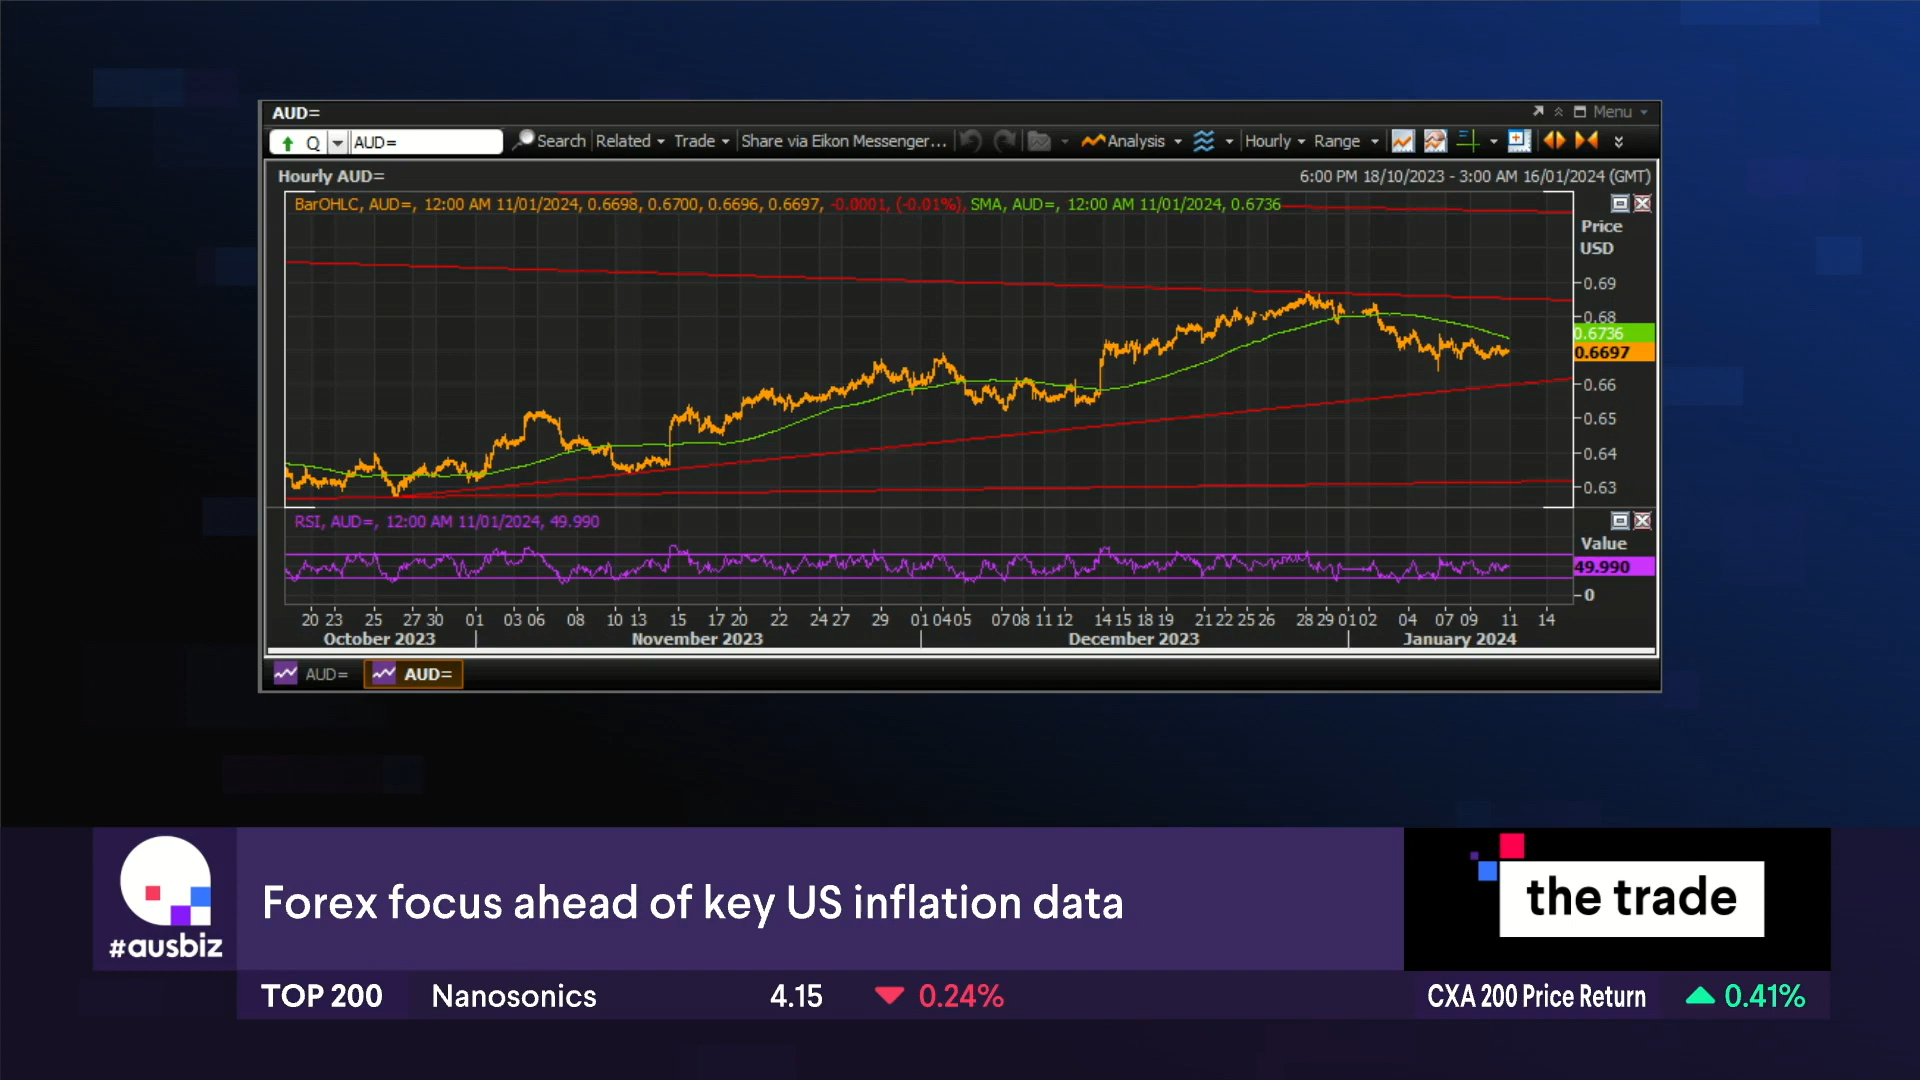 AUD=
Menu
Q AUD= Search Related Trade Share via Eikon Messenger... Analysis Hourly Range
Hourly AUD= 6:00 PM 18/10/2023 - 3:00 AM 16/01/2024 (GMT)
BarOHLC, AUD=, 12:00 AM 11/01/2024, 0.6698, 0.6700, 0.6696, 0.6697, -0.0001, (-0.01%), SMA, AUD=, 12:00 AM 11/01/2024, 0.6736
Price
USD
0.69
0.68
0.6736
0.6697
0.66
0.65
0.64
0.63
RSI, AUD=, 12:00 AM 11/01/2024, 49.990
Value
49.990
0
20 23 25 27 30 01 03 06 08 10 13 15 17 20 22 24 27 29 01 04 05 07 08 11 12 14 15 18 19 21 22 25 26 28 29 01 02 04 07 09 11 14
October 2023 November 2023 December 2023 January 2024
AUD= AUD=
#ausbiz
Forex focus ahead of key US inflation data
the trade
TOP 200 Nanosonics 4.15 0.24% CXA 200 Price Return 0.41%